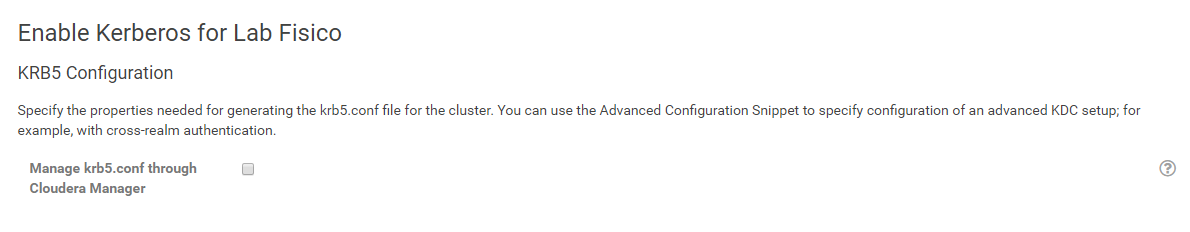 Enable Kerberos for Lab Fisico
KRB5 Configuration
Specify the properties needed for generating the krb5.conf file for the cluster. You can use the Advanced Configuration Snippet to specify configuration of an advanced KDC setup; for
example, with cross-realm authentication.
Manage krb5.conf through
Cloudera Manager
?